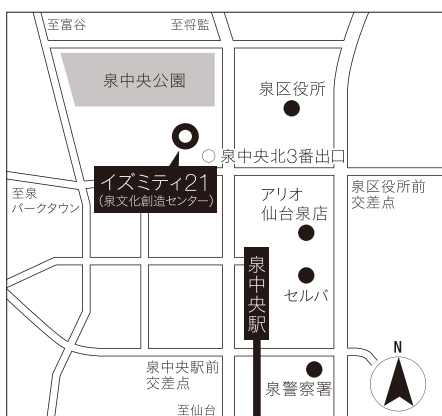 至富谷
至将監
泉中央公園
泉区役所
泉中央北3番出口
イズミティ21
(泉文化創造センター)
至泉
パークタウン
アリオ
仙台泉店
泉区役所前
交差点
泉中央駅
セルバ
泉中央駅前
交差点
泉警察署
至仙台
N